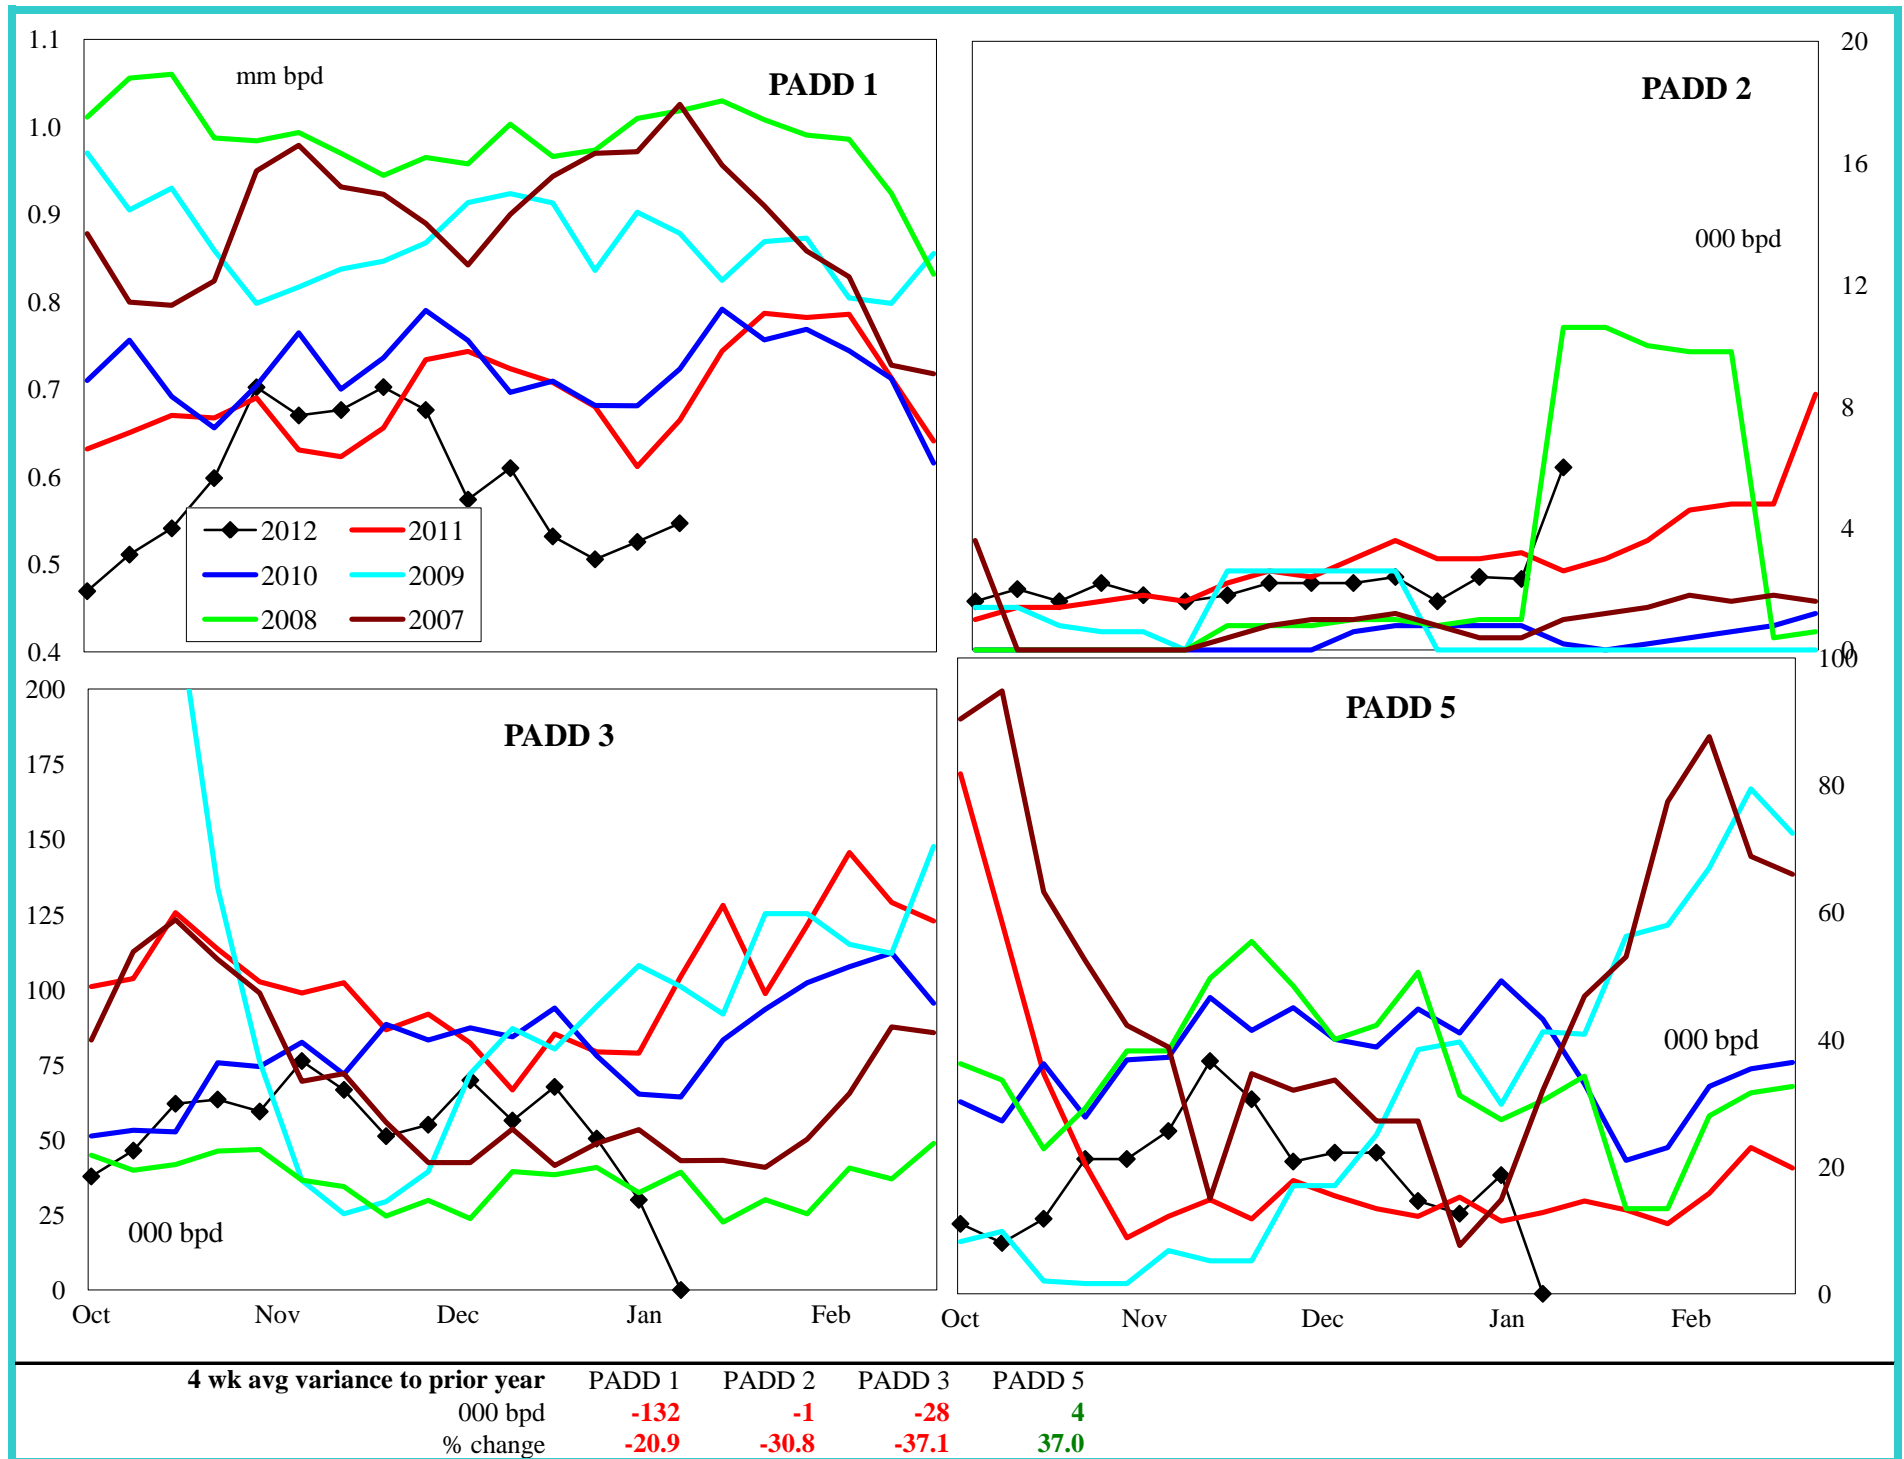 1.1
1.0
0.9
0.8
0.7
0.6
0.5
0.4
mm bpd
PADD 1
2012 2011
2010 2009
2008 2007
PADD 2
000 bpd
20
16
12
8
4
0
200
175
150
125
100
75
50
25
0
PADD 3
000 bpd
Oct Nov Dec Jan Feb
PADD 5
000 bpd
100
80
60
40
20
0
Oct Nov Dec Jan Feb
4 wk avg variance to prior year PADD 1 PADD 2 PADD 3 PADD 5
000 bpd -132 -1 -28 4
% change -20.9 -30.8 -37.1 37.0